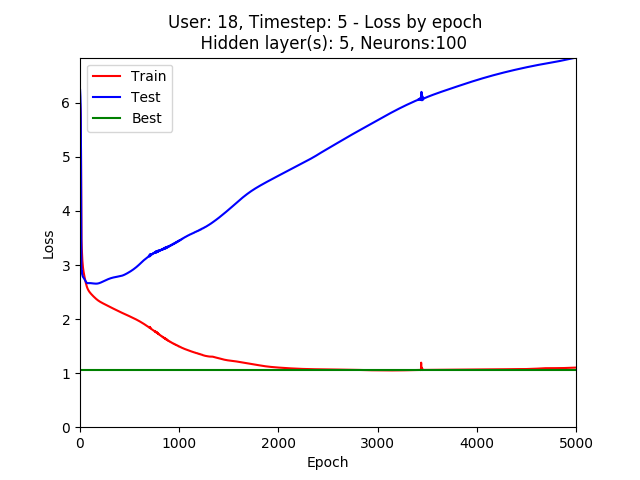 User: 18, Timestep: 5 - Loss by epoch
Hidden layer(s): 5, Neurons:100
Train
Test
Best
6
5
4
3
2
1
0
Loss
0 1000 2000 3000 4000 5000
Epoch